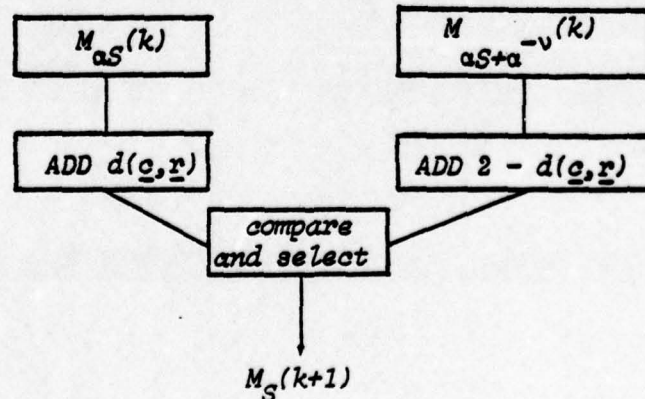 M_{αS}(k)
M_{αS+α^{-ν}}(k)
ADD d(c,r)
ADD 2 - d(c,r)
compare
and select
M_S(k+1)